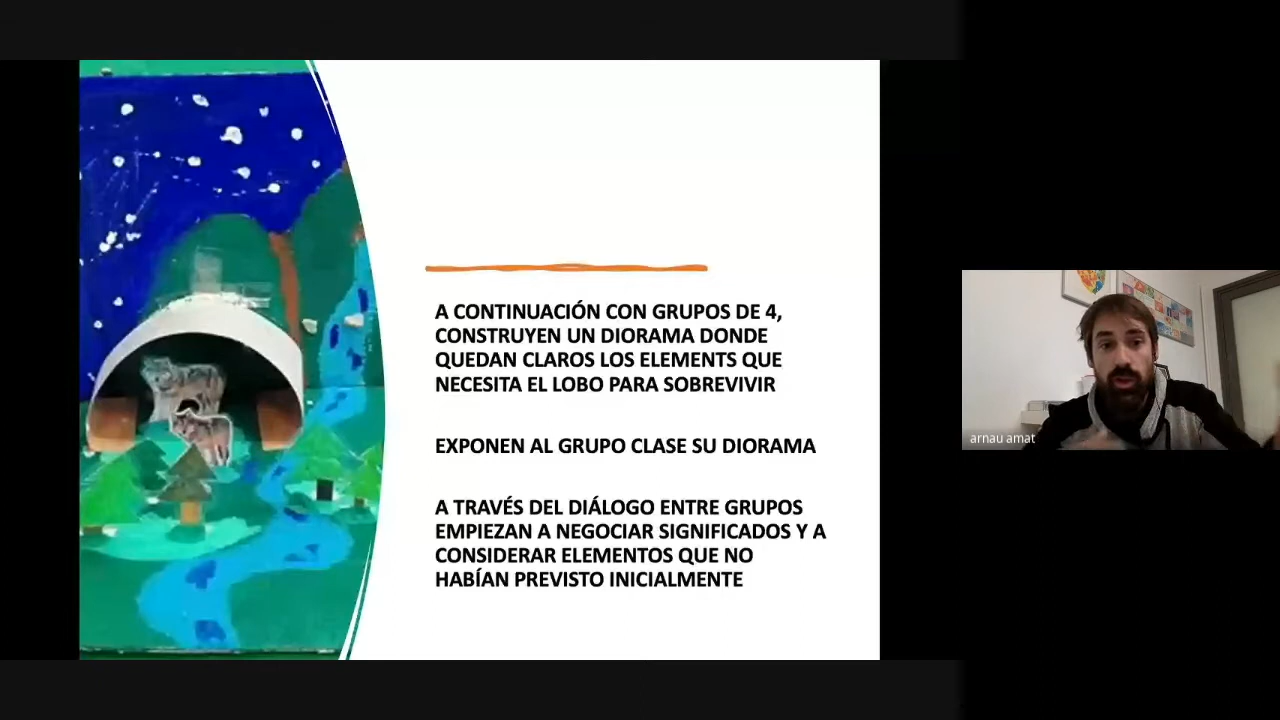 A CONTINUACIÓN CON GRUPOS DE 4,
CONSTRUYEN UN DIORAMA DONDE
QUEDAN CLAROS LOS ELEMENTS QUE
NECESITA EL LOBO PARA SOBREVIVIR
EXPONEN AL GRUPO CLASE SU DIORAMA
A TRAVÉS DEL DIÁLOGO ENTRE GRUPOS
EMPIEZAN A NEGOCIAR SIGNIFICADOS Y A
CONSIDERAR ELEMENTOS QUE NO
HABÍAN PREVISTO INICIALMENTE
arnau amat